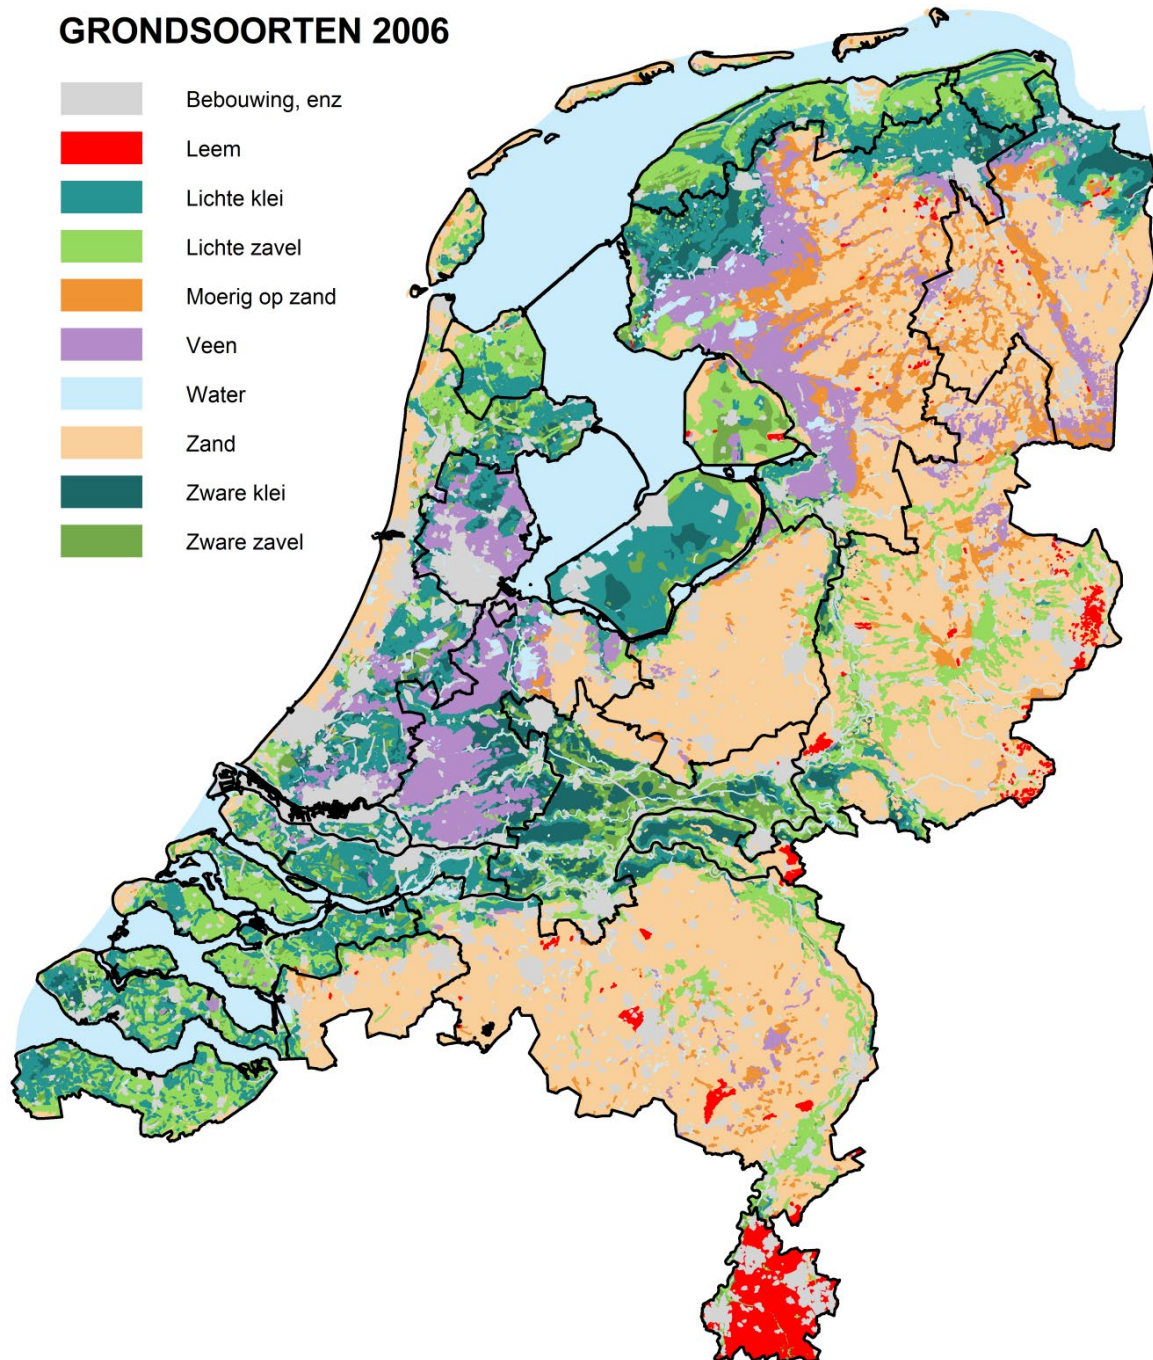 GRONDSOORTEN 2006
Bebouwing, enz
Leem
Lichte klei
Lichte zavel
Moerig op zand
Veen
Water
Zand
Zware klei
Zware zavel